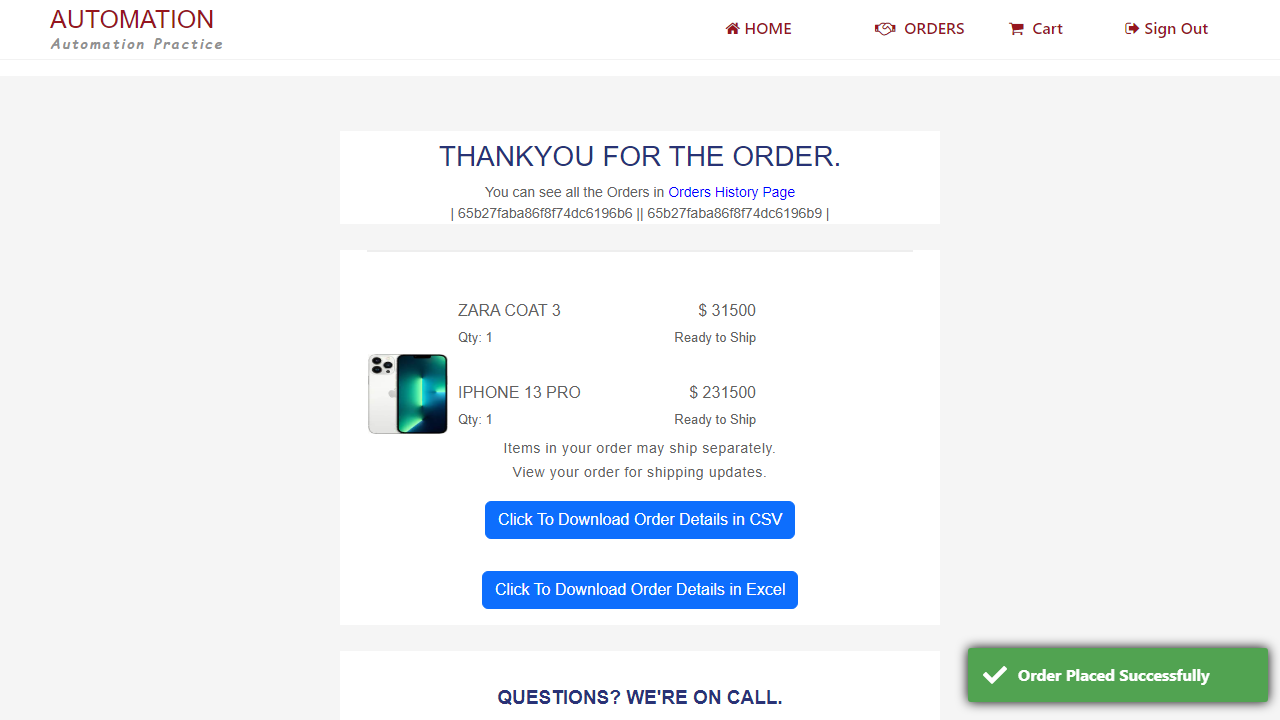 AUTOMATION
Automation Practice
HOME
ORDERS
Cart
Sign Out
THANKYOU FOR THE ORDER.
You can see all the Orders in Orders History Page
| 65b27faba86f8f74dc6196b6 || 65b27faba86f8f74dc6196b9 |
ZARA COAT 3 $ 31500
Qty: 1 Ready to Ship
IPHONE 13 PRO $ 231500
Qty: 1 Ready to Ship
Items in your order may ship separately.
View your order for shipping updates.
Click To Download Order Details in CSV
Click To Download Order Details in Excel
Order Placed Successfully
QUESTIONS? WE'RE ON CALL.